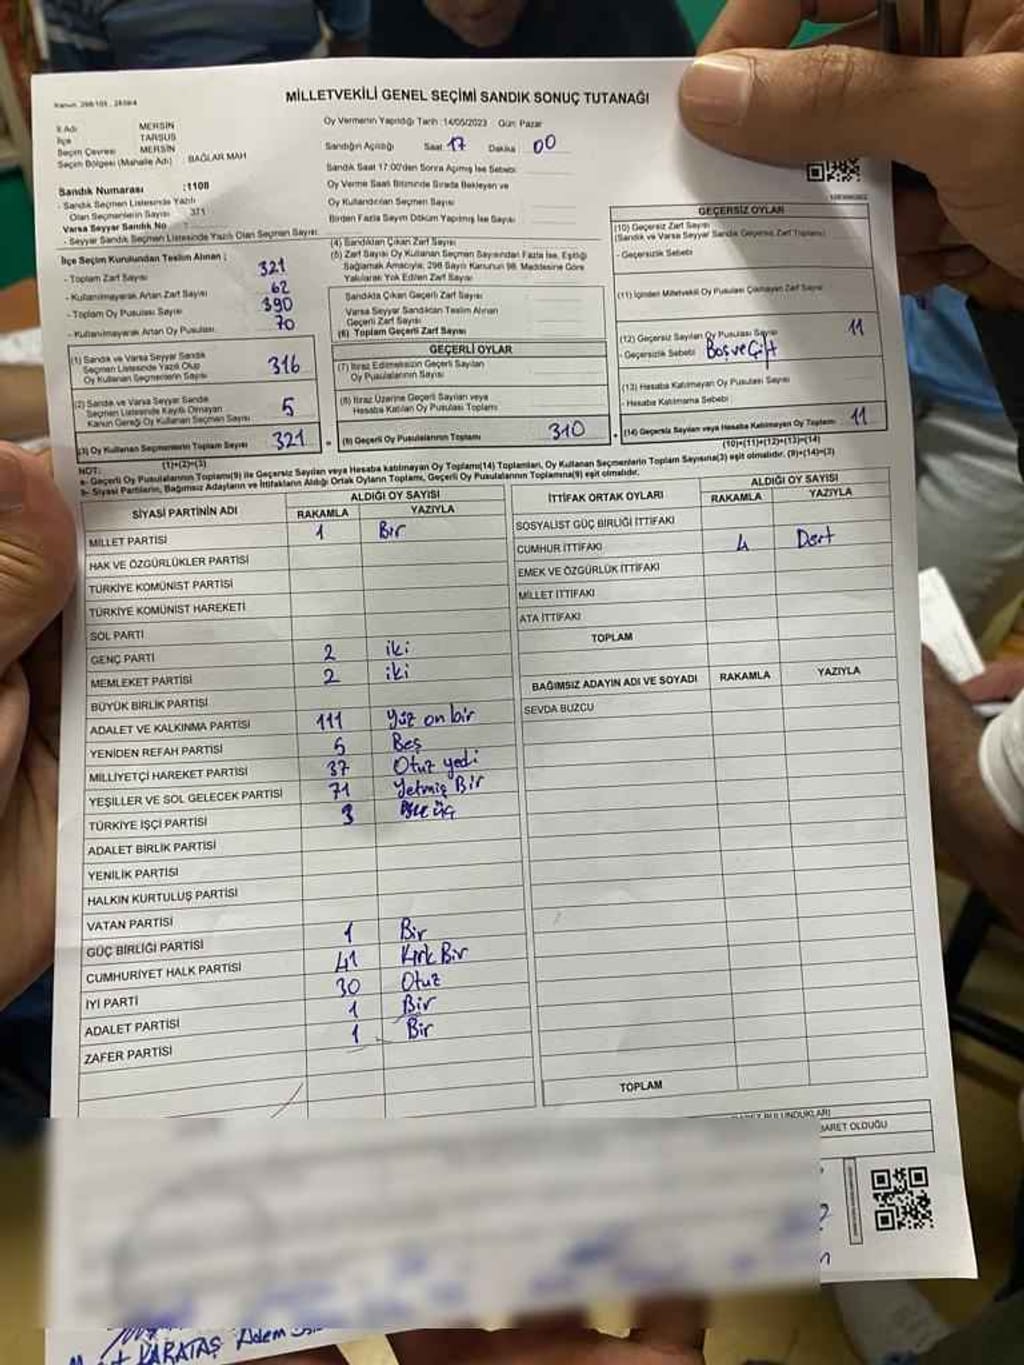 Kanun: 298/105 , 2839/4
MİLLETVEKİLİ GENEL SEÇİMİ SANDIK SONUÇ TUTANAĞI
İl Adı MERSİN
İlçe TARSUS
Seçim Çevresi MERSİN
Seçim Bölgesi (Mahalle Adı) : BAĞLAR MAH
Oy Vermenin Yapıldığı Tarih :14/05/2023 Gün: Pazar
Sandığın Açıldığı Saat 17 Dakika 00
Sandık Saat 17:00'den Sonra Açılmış İse Sebebi
Oy Verme Saati Bitiminde Sırada Bekleyen ve
Oy Kullandırılan Seçmen Sayısı
Birden Fazla Sayım Döküm Yapılmış İse Sayısı
Sandık Numarası :1108
- Sandık Seçmen Listesinde Yazılı
Olan Seçmenlerin Sayısı 371
Varsa Seyyar Sandık No
- Seyyar Sandık Seçmen Listesinde Yazılı Olan Seçmen Sayısı
İlçe Seçim Kurulundan Teslim Alınan ;
- Toplam Zarf Sayısı 321
- Kullanılmayarak Artan Zarf Sayısı 62
- Toplam Oy Pusulası Sayısı 390
- Kullanılmayarak Artan Oy Pusulası 70
(1) Sandık ve Varsa Seyyar Sandık
Seçmen Listesinde Yazılı Olup
Oy Kullanan Seçmenlerin Sayısı 316
(2) Sandık ve Varsa Seyyar Sandık
Seçmen Listesinde Kayıtlı Olmayan
Kanun Gereği Oy Kullanan Seçmen Sayısı 5
(3) Oy Kullanan Seçmenlerin Toplam Sayısı 321
(1)+(2)=(3)
(4) Sandıktan Çıkan Zarf Sayısı
(5) Zarf Sayısı Oy Kullanan Seçmen Sayısından Fazla İse, Eşitliği
Sağlamak Amacıyla; 298 Sayılı Kanunun 98. Maddesine Göre
Yakılarak Yok Edilen Zarf Sayısı
Sandıkta Çıkan Geçerli Zarf Sayısı
Varsa Seyyar Sandıktan Teslim Alınan
Geçerli Zarf Sayısı
(6) Toplam Geçerli Zarf Sayısı
GEÇERLİ OYLAR
(7) İtiraz Edilmeksizin Geçerli Sayılan
Oy Pusulalarının Sayısı
(8) İtiraz Üzerine Geçerli Sayılan veya
Hesaba Katılan Oy Pusulası Toplamı
(9) Geçerli Oy Pusulalarının Toplamı 310
GEÇERSİZ OYLAR
(10) Geçersiz Zarf Sayısı
(Sandık ve Varsa Seyyar Sandık Geçersiz Zarf Toplamı)
- Geçersizlik Sebebi
(11) İçinden Milletvekili Oy Pusulası Çıkmayan Zarf Sayısı
(12) Geçersiz Sayılan Oy Pusulası Sayısı 11
- Geçersizlik Sebebi Boş ve Çift
(13) Hesaba Katılmayan Oy Pusulası Sayısı
- Hesaba Katılmama Sebebi :
(14) Geçersiz Sayılan veya Hesaba Katılmayan Oy Toplamı 11
(10)+(11)+(12)+(13)=(14)
NOT:
a- Geçerli Oy Pusulalarının Toplamı(9) ile Geçersiz Sayılan veya Hesaba katılmayan Oy Toplamı(14) Toplamları, Oy Kullanan Seçmenlerin Toplam Sayısına(3) eşit olmalıdır. (9)+(14)=(3)
b- Siyasi Partilerin, Bağımsız Adayların ve İttifakların Aldığı Ortak Oyların Toplamı, Geçerli Oy Pusulalarının Toplamına(9) eşit olmalıdır.
SİYASİ PARTİNİN ADI ALDIĞI OY SAYISI
RAKAMLA YAZIYLA
MİLLET PARTİSİ 1 Bir
HAK VE ÖZGÜRLÜKLER PARTİSİ
TÜRKİYE KOMÜNİST PARTİSİ
TÜRKİYE KOMÜNİST HAREKETİ
SOL PARTİ
GENÇ PARTİ 2 iki
MEMLEKET PARTİSİ 2 iki
BÜYÜK BİRLİK PARTİSİ
ADALET VE KALKINMA PARTİSİ 111 Yüz on bir
YENİDEN REFAH PARTİSİ 5 Beş
MİLLİYETÇİ HAREKET PARTİSİ 37 Otuz yedi
YEŞİLLER VE SOL GELECEK PARTİSİ 71 Yetmiş Bir
TÜRKİYE İŞÇİ PARTİSİ 3 üç
ADALET BİRLİK PARTİSİ
YENİLİK PARTİSİ
HALKIN KURTULUŞ PARTİSİ
VATAN PARTİSİ
GÜÇ BİRLİĞİ PARTİSİ 1 Bir
CUMHURİYET HALK PARTİSİ 41 Kırk Bir
İYİ PARTİ 30 Otuz
ADALET PARTİSİ 1 Bir
ZAFER PARTİSİ 1 Bir
İTTİFAK ORTAK OYLARI ALDIĞI OY SAYISI
RAKAMLA YAZIYLA
SOSYALİST GÜÇ BİRLİĞİ İTTİFAKI
CUMHUR İTTİFAKI 4 Dört
EMEK VE ÖZGÜRLÜK İTTİFAKI
MİLLET İTTİFAKI
ATA İTTİFAKI
TOPLAM
BAĞIMSIZ ADAYIN ADI VE SOYADI RAKAMLA YAZIYLA
SEVDA BUZCU
TOPLAM
BULUNDUKLARI
BARET OLDUĞU
KARATAŞ Adem